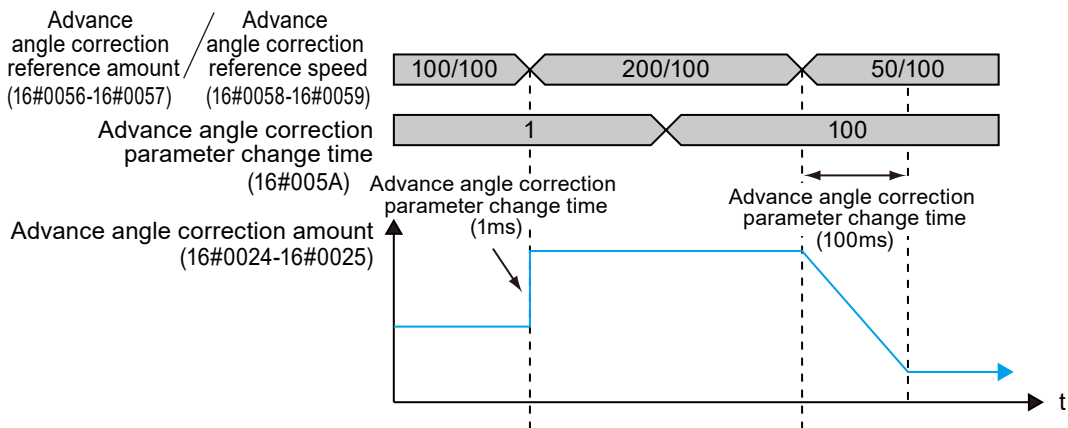 Advance
angle correction
reference amount
(16#0056-16#0057)
/
Advance
angle correction
reference speed
(16#0058-16#0059)
100/100
200/100
50/100
Advance angle correction
parameter change time
(16#005A)
1
100
Advance angle correction
parameter change time
(1ms)
Advance angle correction
parameter change time
(100ms)
Advance angle correction amount
(16#0024-16#0025)
t